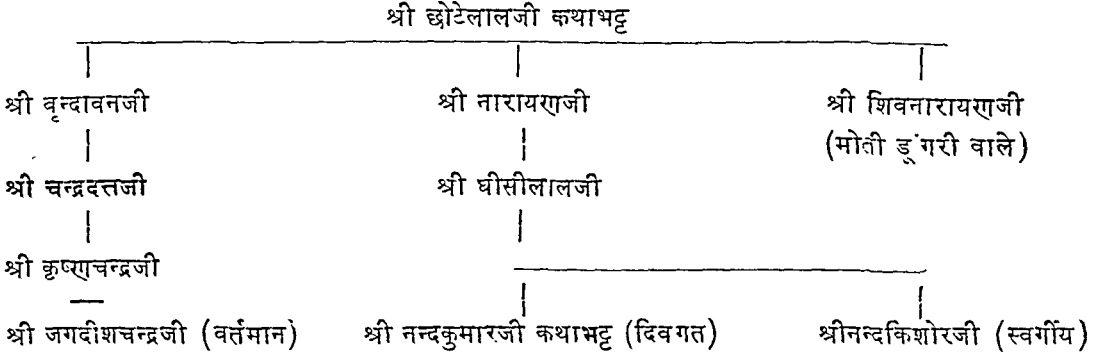 श्री छोटेलालजी कथाभट्ट
श्री वृन्दावनजी श्री नारायणजी श्री शिवनारायणजी
(मोती डूंगरी वाले)
श्री चन्द्रदत्तजी श्री घीसीलालजी
श्री कृष्णचन्द्रजी
श्री जगदीशचन्द्रजी (वर्तमान) श्री नन्दकुमारजी कथाभट्ट (दिवगत) श्रीनन्दकिशोरजी (स्वर्गीय)